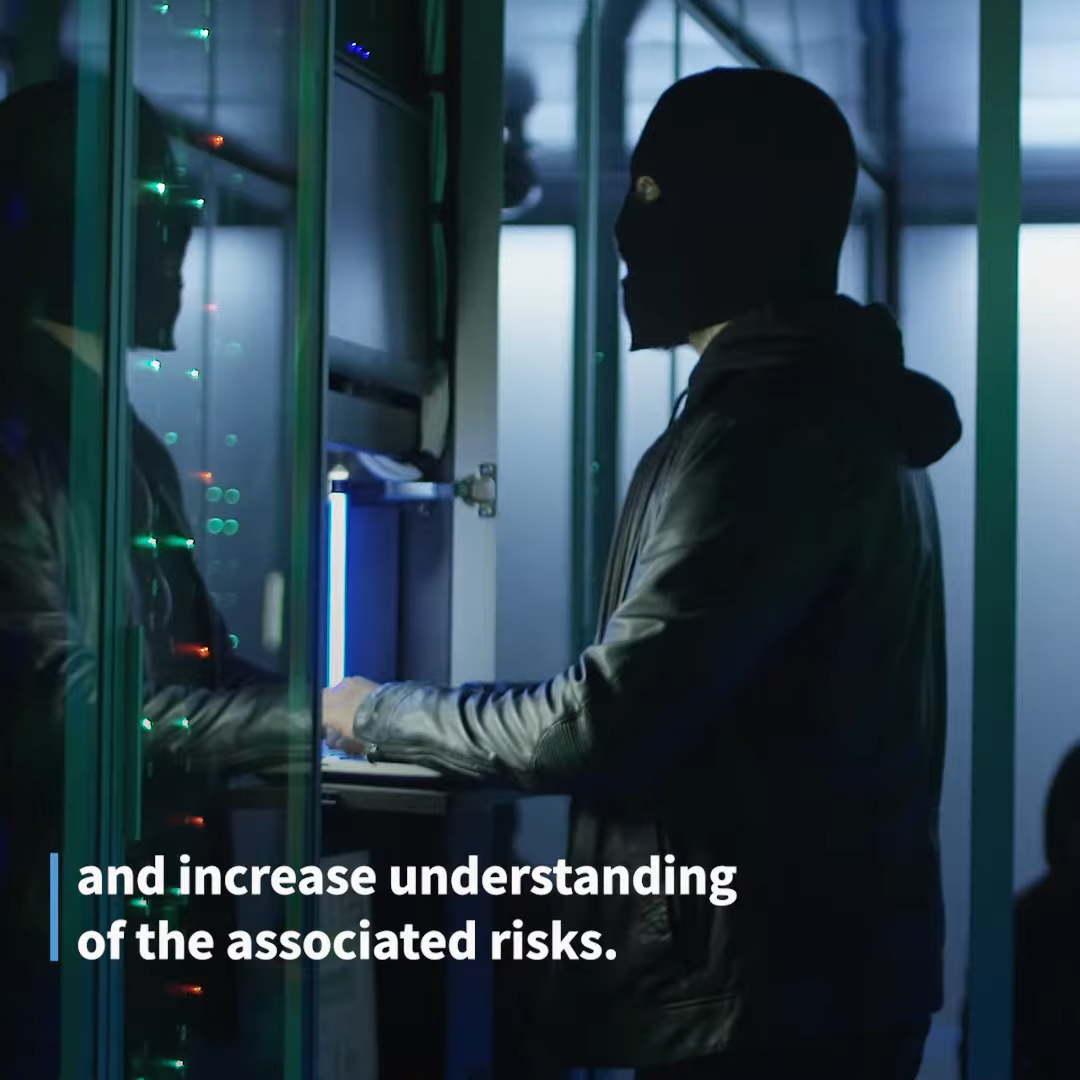 and increase understanding
of the associated risks.